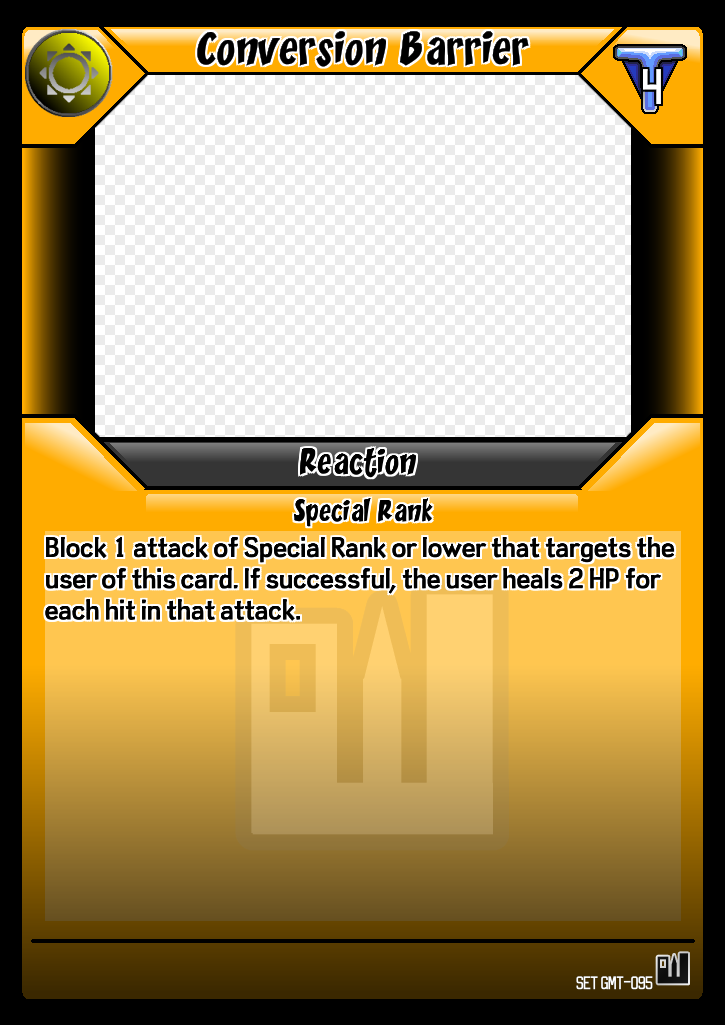 Conversion Barrier
4
Reaction
Special Rank
Block 1 attack of Special Rank or lower that targets the
user of this card. If successful, the user heals 2 HP for
each hit in that attack.
SET GMT-095